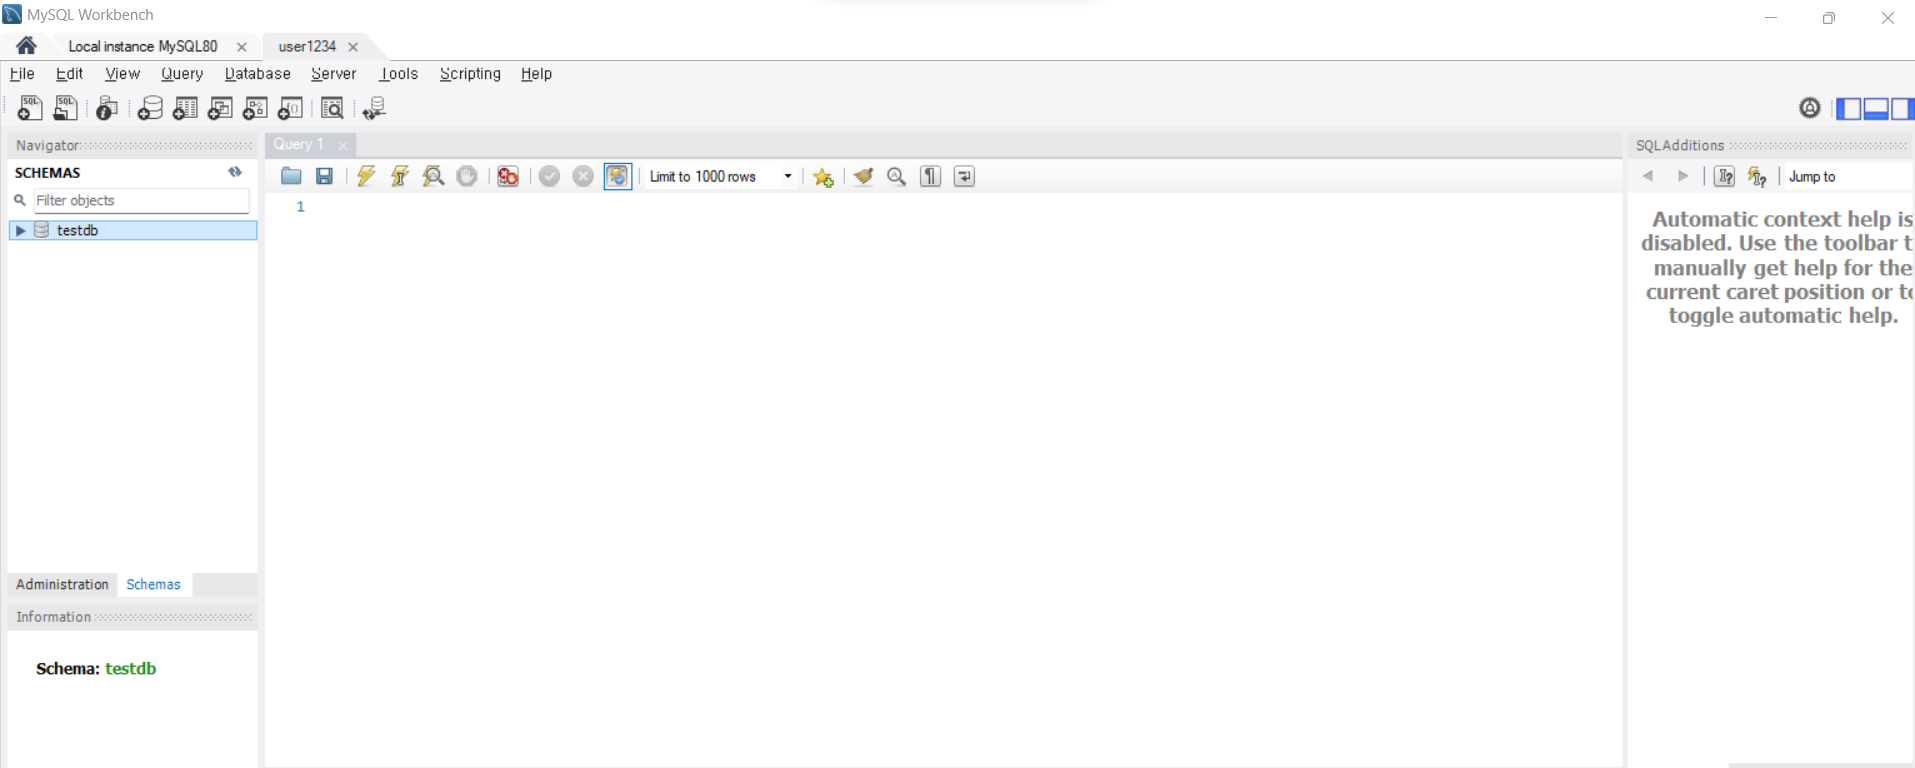 MySQL Workbench
Local instance MySQL80
user1234
File Edit View Query Database Server Tools Scripting Help
Navigator
SCHEMAS
Filter objects
testdb
Administration Schemas
Information
Schema: testdb
Query 1
Limit to 1000 rows
1
SQLAdditions
Jump to
Automatic context help is
disabled. Use the toolbar t
manually get help for the
current caret position or to
toggle automatic help.